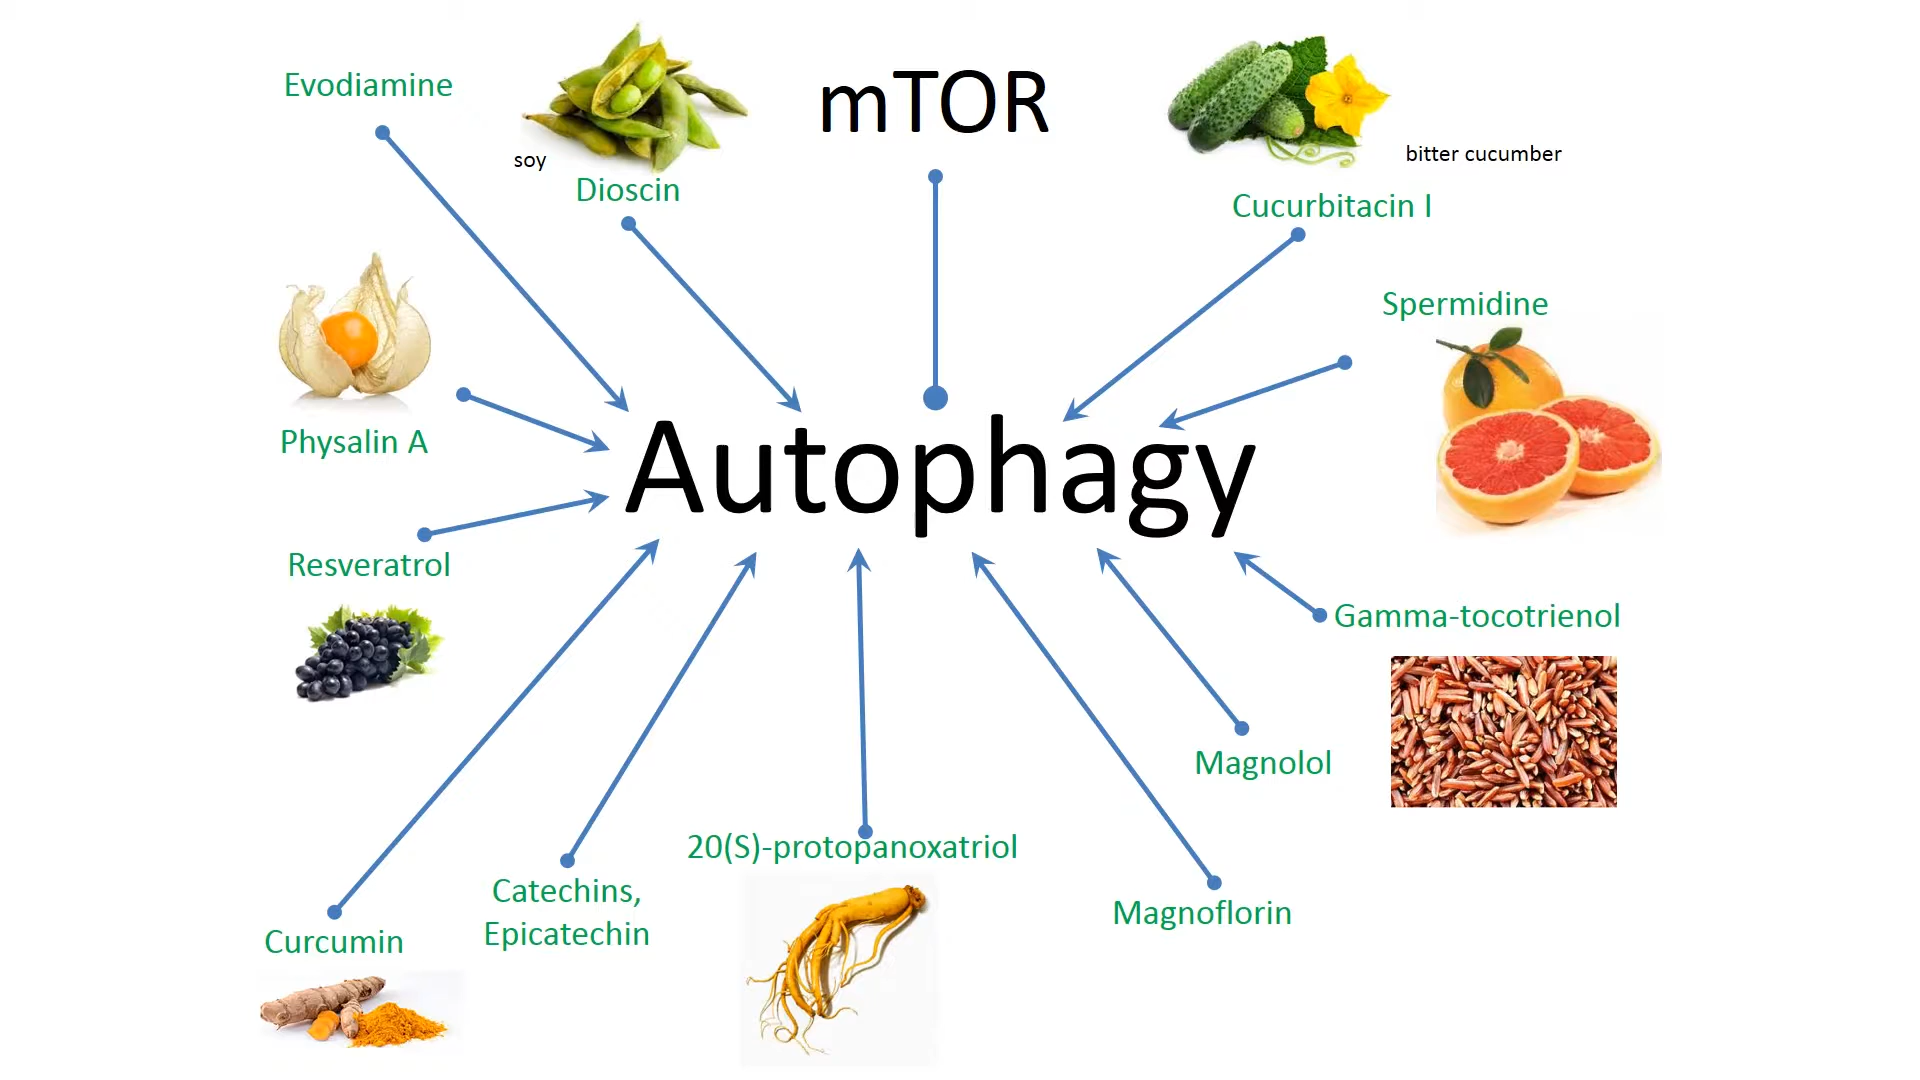 Evodiamine
mTOR
soy
bitter cucumber
Dioscin
Cucurbitacin I
Spermidine
Physalin A
Autophagy
Resveratrol
Gamma-tocotrienol
Magnolol
20(S)-protopanoxatriol
Catechins,
Epicatechin
Magnoflorin
Curcumin